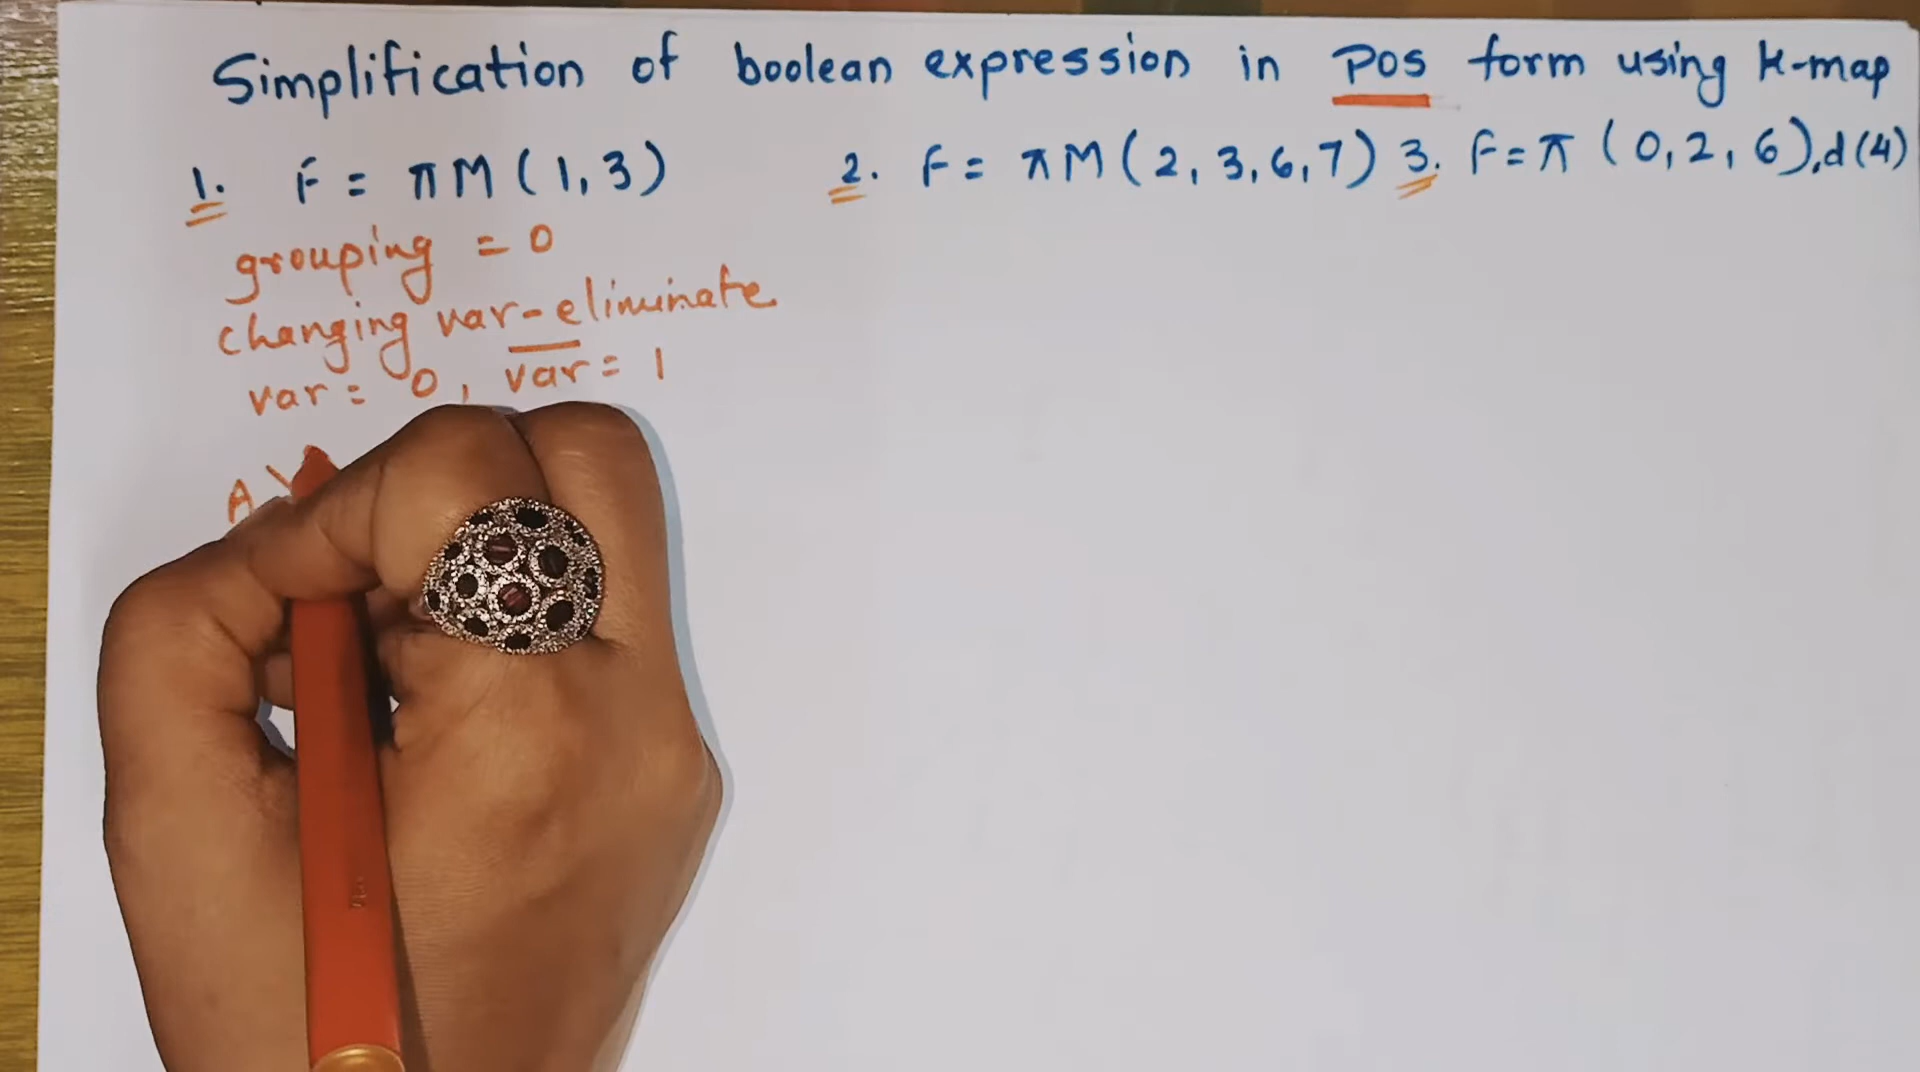 Simplification of boolean expression in POS form using K-map
1. F = πM (1,3) 2. F = πM (2,3,6,7) 3. F=π (0,2,6),d(4)
grouping = 0
changing var-eliminate
var = 0, v̅a̅r̅ = 1
A